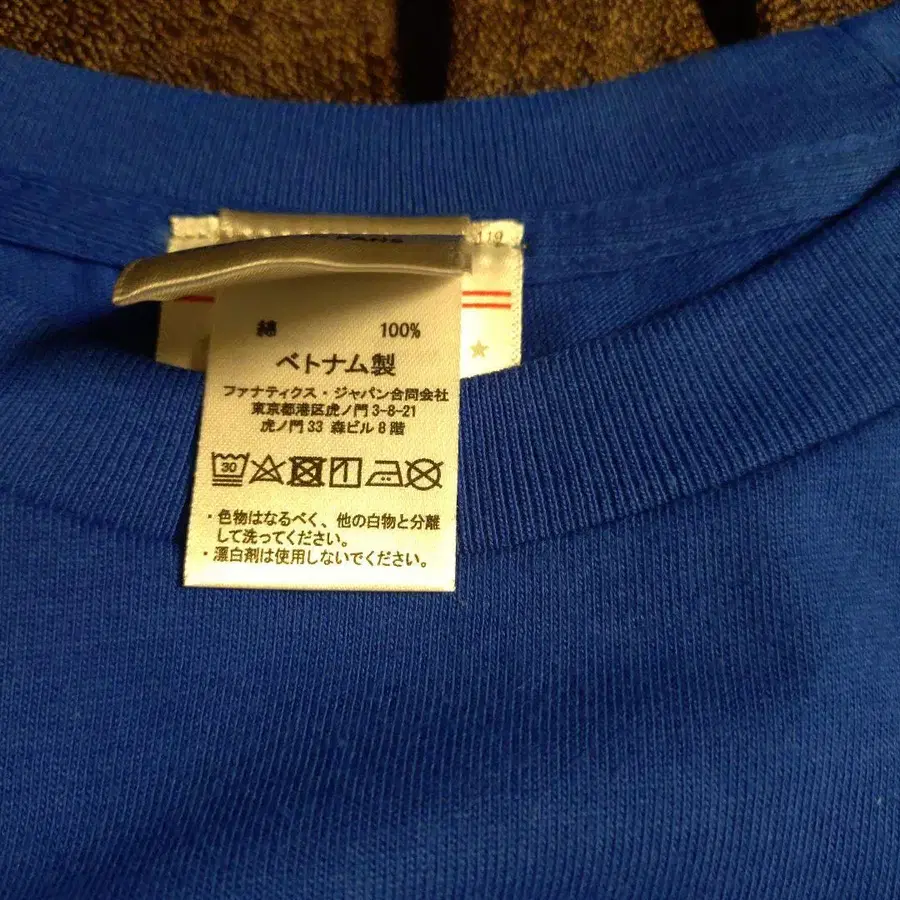 119
綿 100%
ベトナム製
ファナティクス・ジャパン合同会社
東京都港区虎ノ門3-8-21
虎ノ門33 森ビル8階
30
・色物はなるべく、他の白物と分離
して洗ってください。
・漂白剤は使用しないでください。